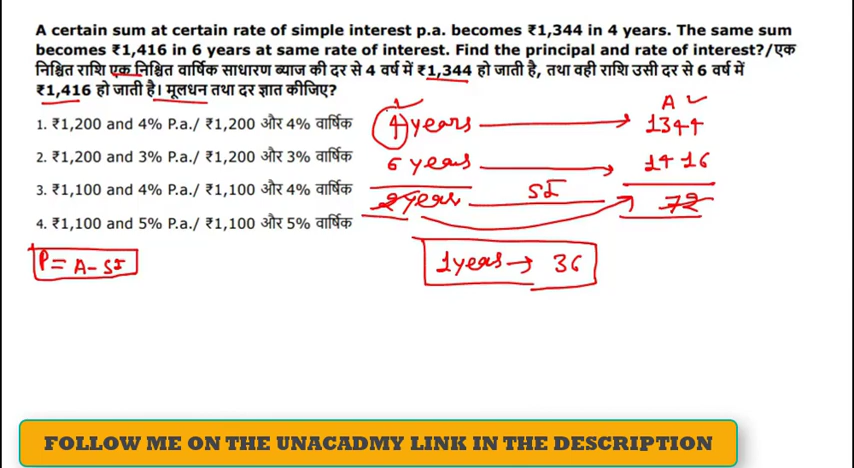 A certain sum at certain rate of simple interest p.a. becomes ₹1,344 in 4 years. The same sum
becomes ₹1,416 in 6 years at same rate of interest. Find the principal and rate of interest?/एक
निश्चित राशि एक निश्चित वार्षिक साधारण ब्याज की दर से 4 वर्ष में ₹1,344 हो जाती है, तथा वही राशि उसी दर से 6 वर्ष में
₹1,416 हो जाती है। मूलधन तथा दर ज्ञात कीजिए?
A
1. ₹1,200 and 4% P.a./ ₹1,200 और 4% वार्षिक
4 years 1344
2. ₹1,200 and 3% P.a./ ₹1,200 और 3% वार्षिक
6 years 1416
3. ₹1,100 and 4% P.a./ ₹1,100 और 4% वार्षिक
2 years SI 72
4. ₹1,100 and 5% P.a./ ₹1,100 और 5% वार्षिक
P = A - SI
1 years → 36
FOLLOW ME ON THE UNACADMY LINK IN THE DESCRIPTION